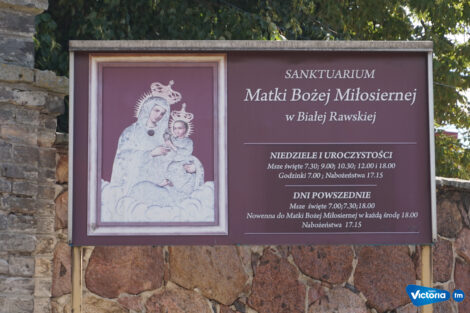 SANKTUARIUM
Matki Bożej Miłosiernej
w Białej Rawskiej
NIEDZIELE I UROCZYSTOŚCI
Msze święte 7.30; 9.00; 10.30; 12.00 i 18.00
Godzinki 7.00 ; Nabożeństwa 17.15
DNI POWSZEDNIE
Msze święte 7.00;7.30;18.00
Nowenna do Matki Bożej Miłosiernej w każdą środę 18.00
Nabożeństwa 17.15
Victoria fm